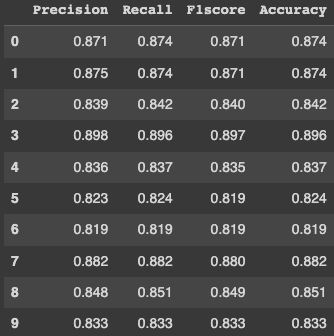 Precision Recall F1score Accuracy
0 0.871 0.874 0.871 0.874
1 0.875 0.874 0.871 0.874
2 0.839 0.842 0.840 0.842
3 0.898 0.896 0.897 0.896
4 0.836 0.837 0.835 0.837
5 0.823 0.824 0.819 0.824
6 0.819 0.819 0.819 0.819
7 0.882 0.882 0.880 0.882
8 0.848 0.851 0.849 0.851
9 0.833 0.833 0.833 0.833